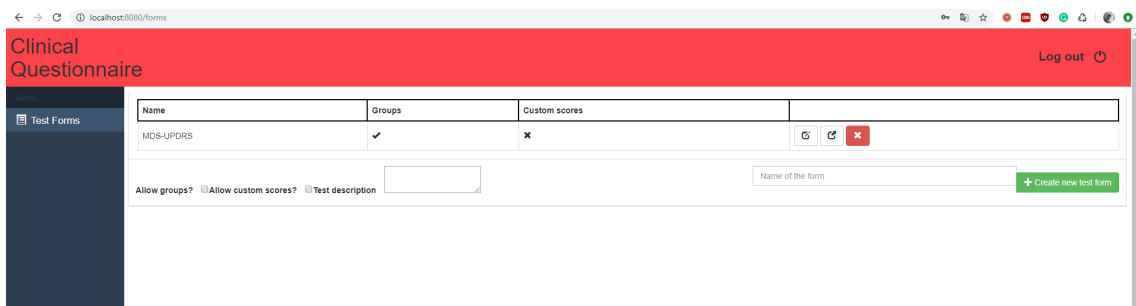 localhost:8080/forms
Clinical
Questionnaire
Log out
Menu
Test Forms
Name Groups Custom scores
MDS-UPDRS
Allow groups? Allow custom scores? Test description
Name of the form
Create new test form